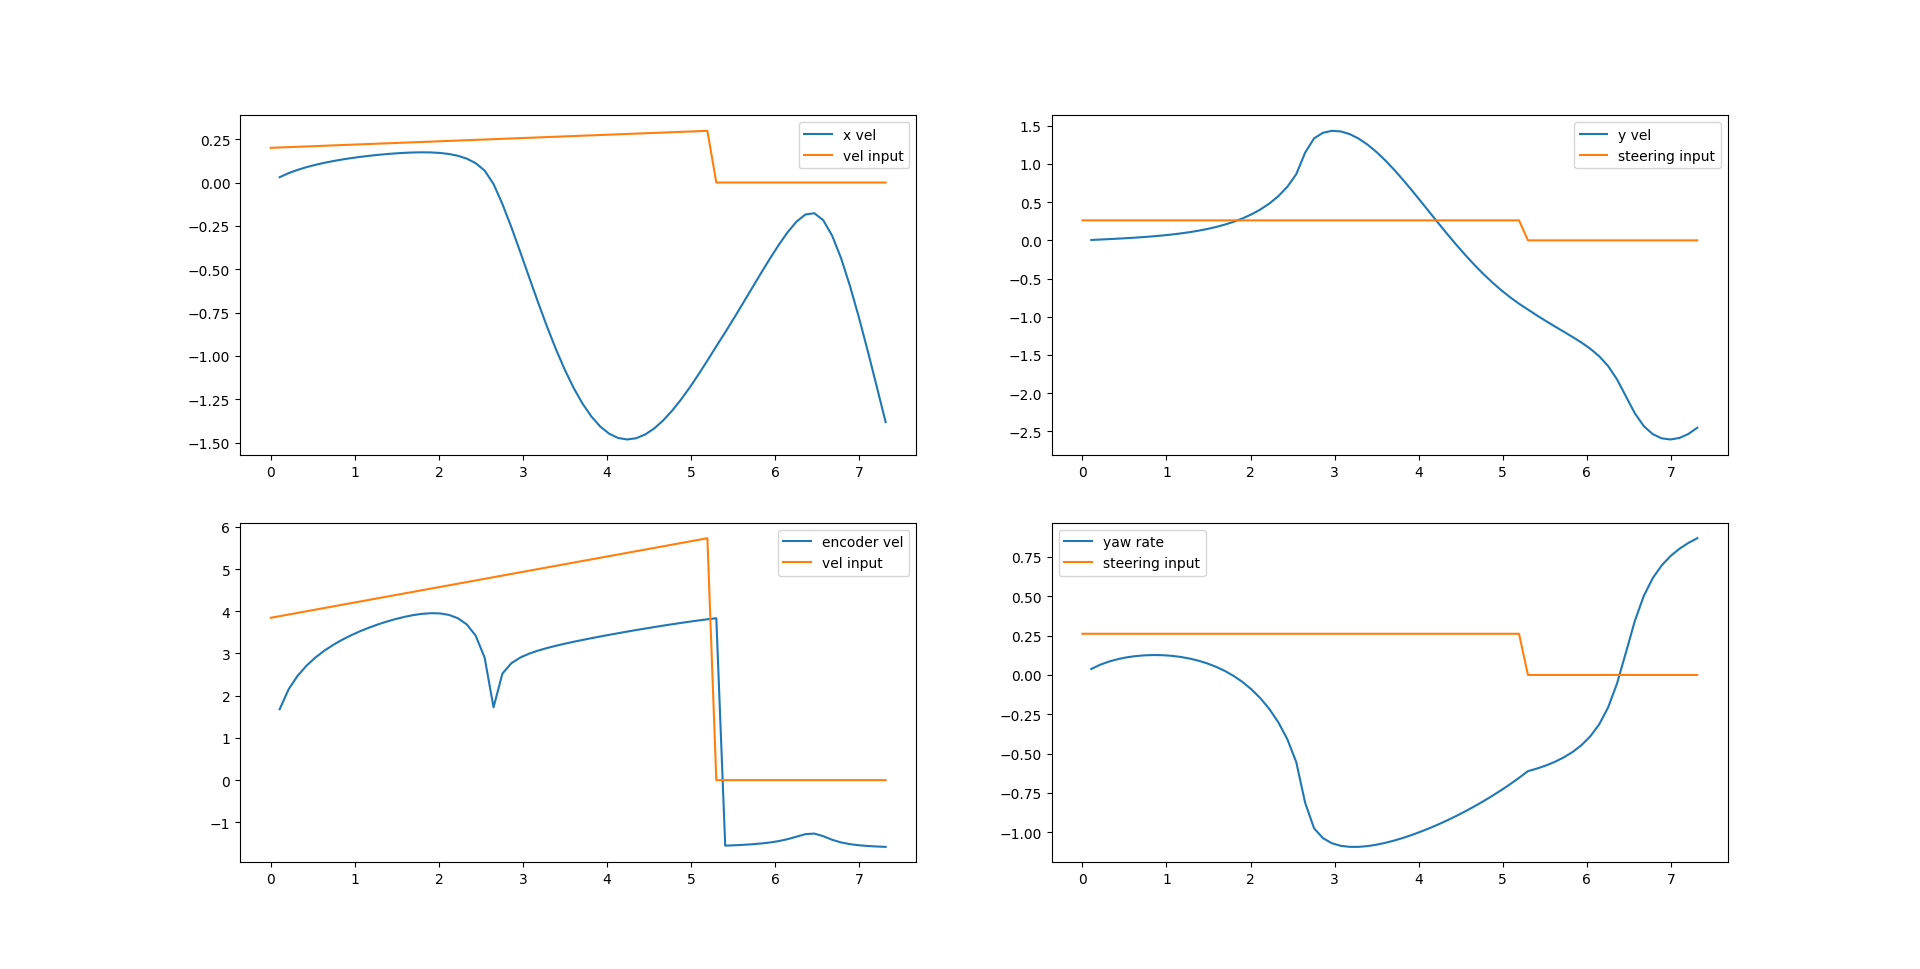 0.25
0.00
−0.25
−0.50
−0.75
−1.00
−1.25
−1.50
0 1 2 3 4 5 6 7
x vel
vel input
1.5
1.0
0.5
0.0
−0.5
−1.0
−1.5
−2.0
−2.5
0 1 2 3 4 5 6 7
y vel
steering input
6
5
4
3
2
1
0
−1
0 1 2 3 4 5 6 7
encoder vel
vel input
0.75
0.50
0.25
0.00
−0.25
−0.50
−0.75
−1.00
0 1 2 3 4 5 6 7
yaw rate
steering input